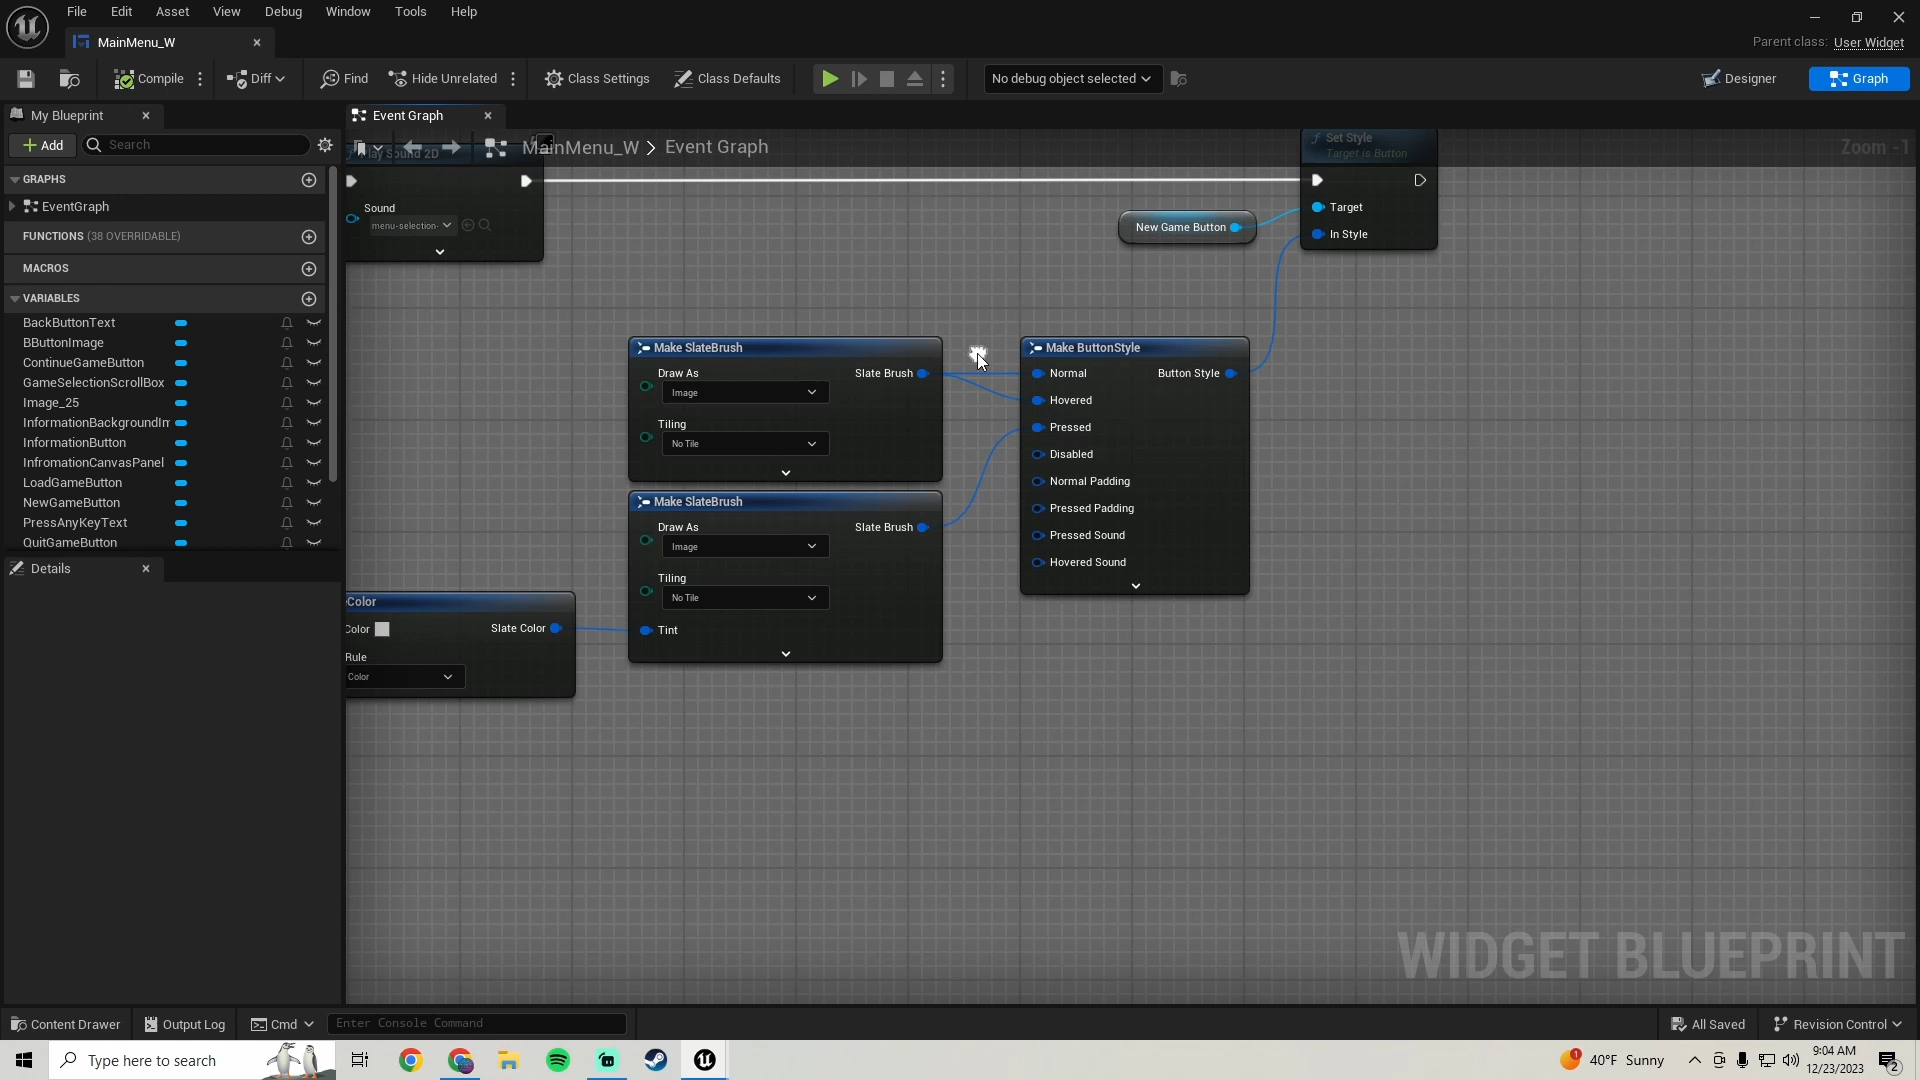 File Edit Asset View Debug Window Tools Help
MainMenu_W
Parent class: User Widget
Compile Diff Find Hide Unrelated Class Settings Class Defaults No debug object selected Designer Graph
My Blueprint
Event Graph
Add Search
MainMenu_W > Event Graph
Zoom -1
Play Sound 2D
Sound
menu-selection-
Set Style
Target is Button
Target
In Style
New Game Button
GRAPHS
EventGraph
FUNCTIONS (38 OVERRIDABLE)
MACROS
VARIABLES
BackButtonText
BButtonImage
ContinueGameButton
GameSelectionScrollBox
Image_25
InformationBackgroundIm
InformationButton
InfromationCanvasPanel
LoadGameButton
NewGameButton
PressAnyKeyText
QuitGameButton
Details
Make SlateBrush
Draw As
Slate Brush
Image
Tiling
No Tile
Make SlateBrush
Draw As
Slate Brush
Image
Tiling
No Tile
Tint
eColor
Color
Slate Color
Rule
Color
Make ButtonStyle
Normal
Button Style
Hovered
Pressed
Disabled
Normal Padding
Pressed Padding
Pressed Sound
Hovered Sound
WIDGET BLUEPRINT
Content Drawer Output Log Cmd Enter Console Command All Saved Revision Control
Type here to search
1
40°F Sunny
9:04 AM
12/23/2023
2